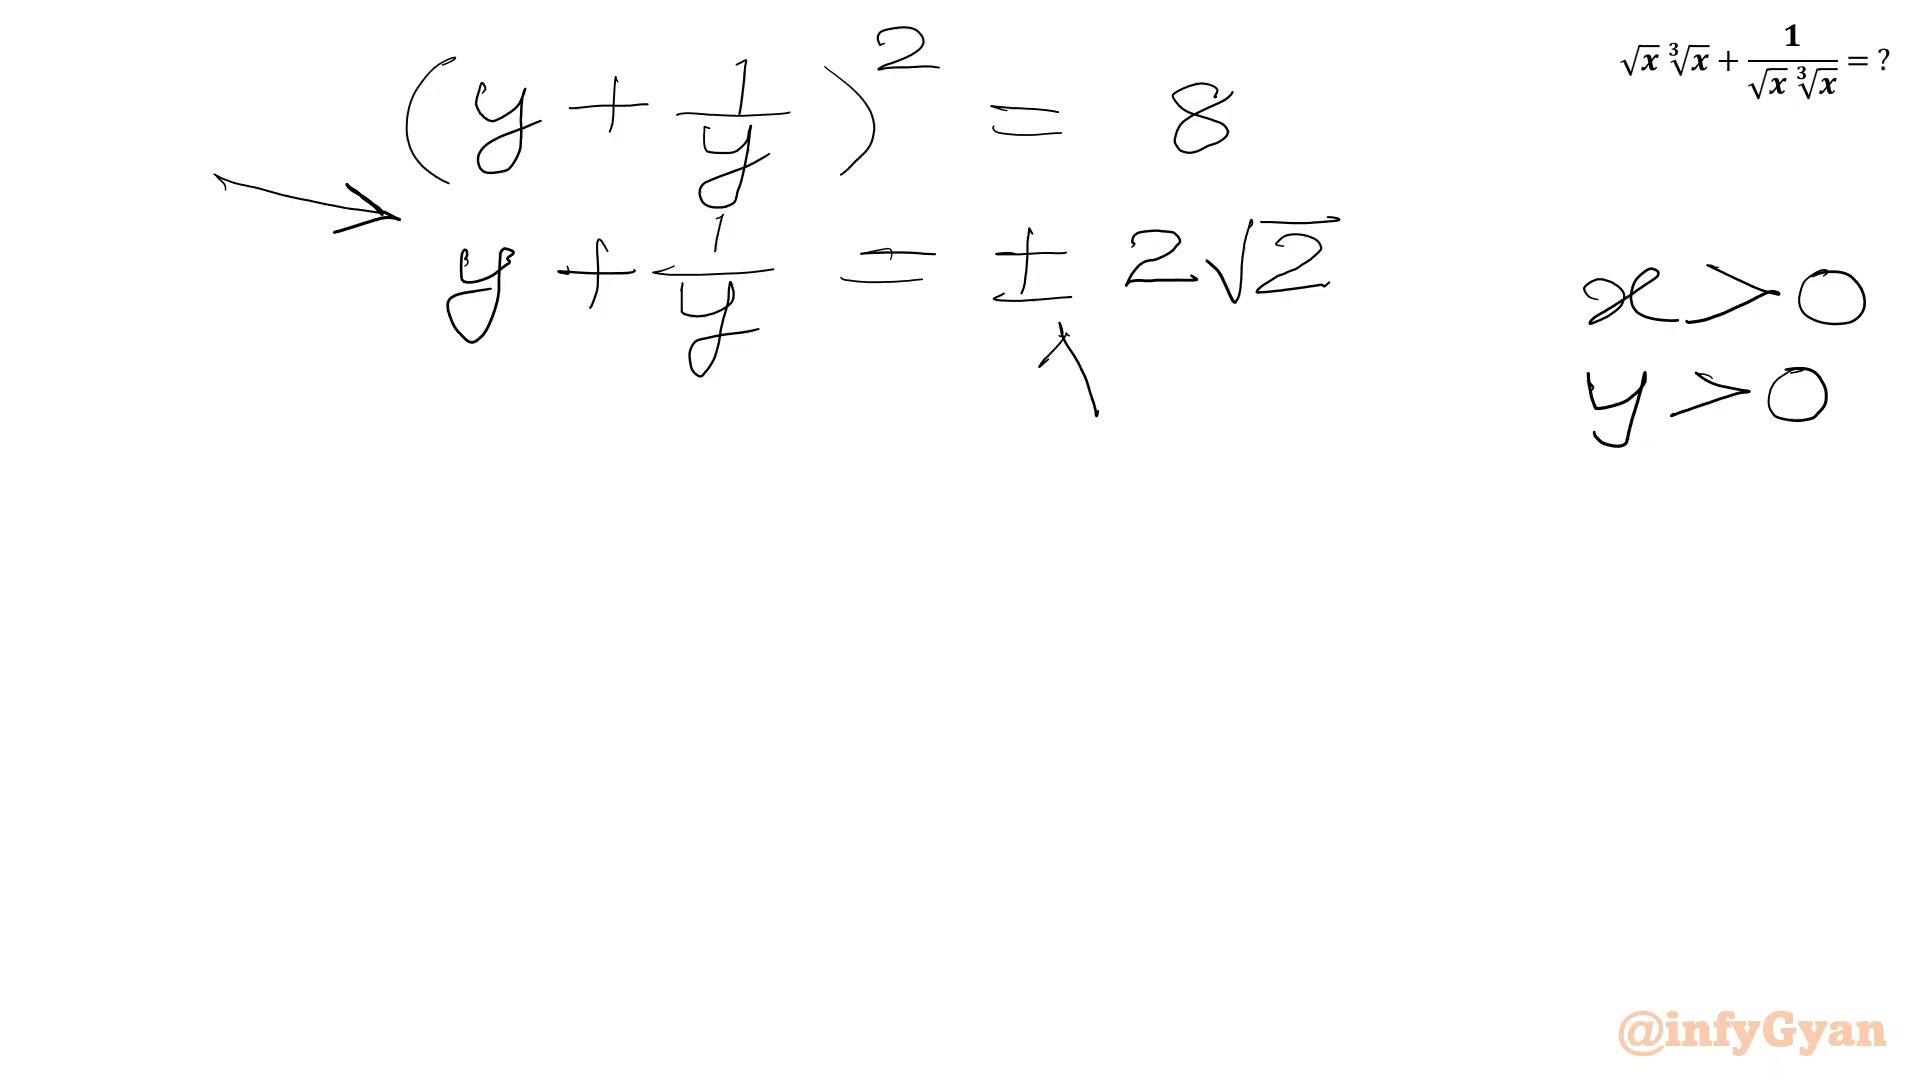 (y + 1/y)² = 8
√x ∛x + 1/(√x ∛x) = ?
y + 1/y = ± 2√2
x > 0
y > 0
@infyGyan